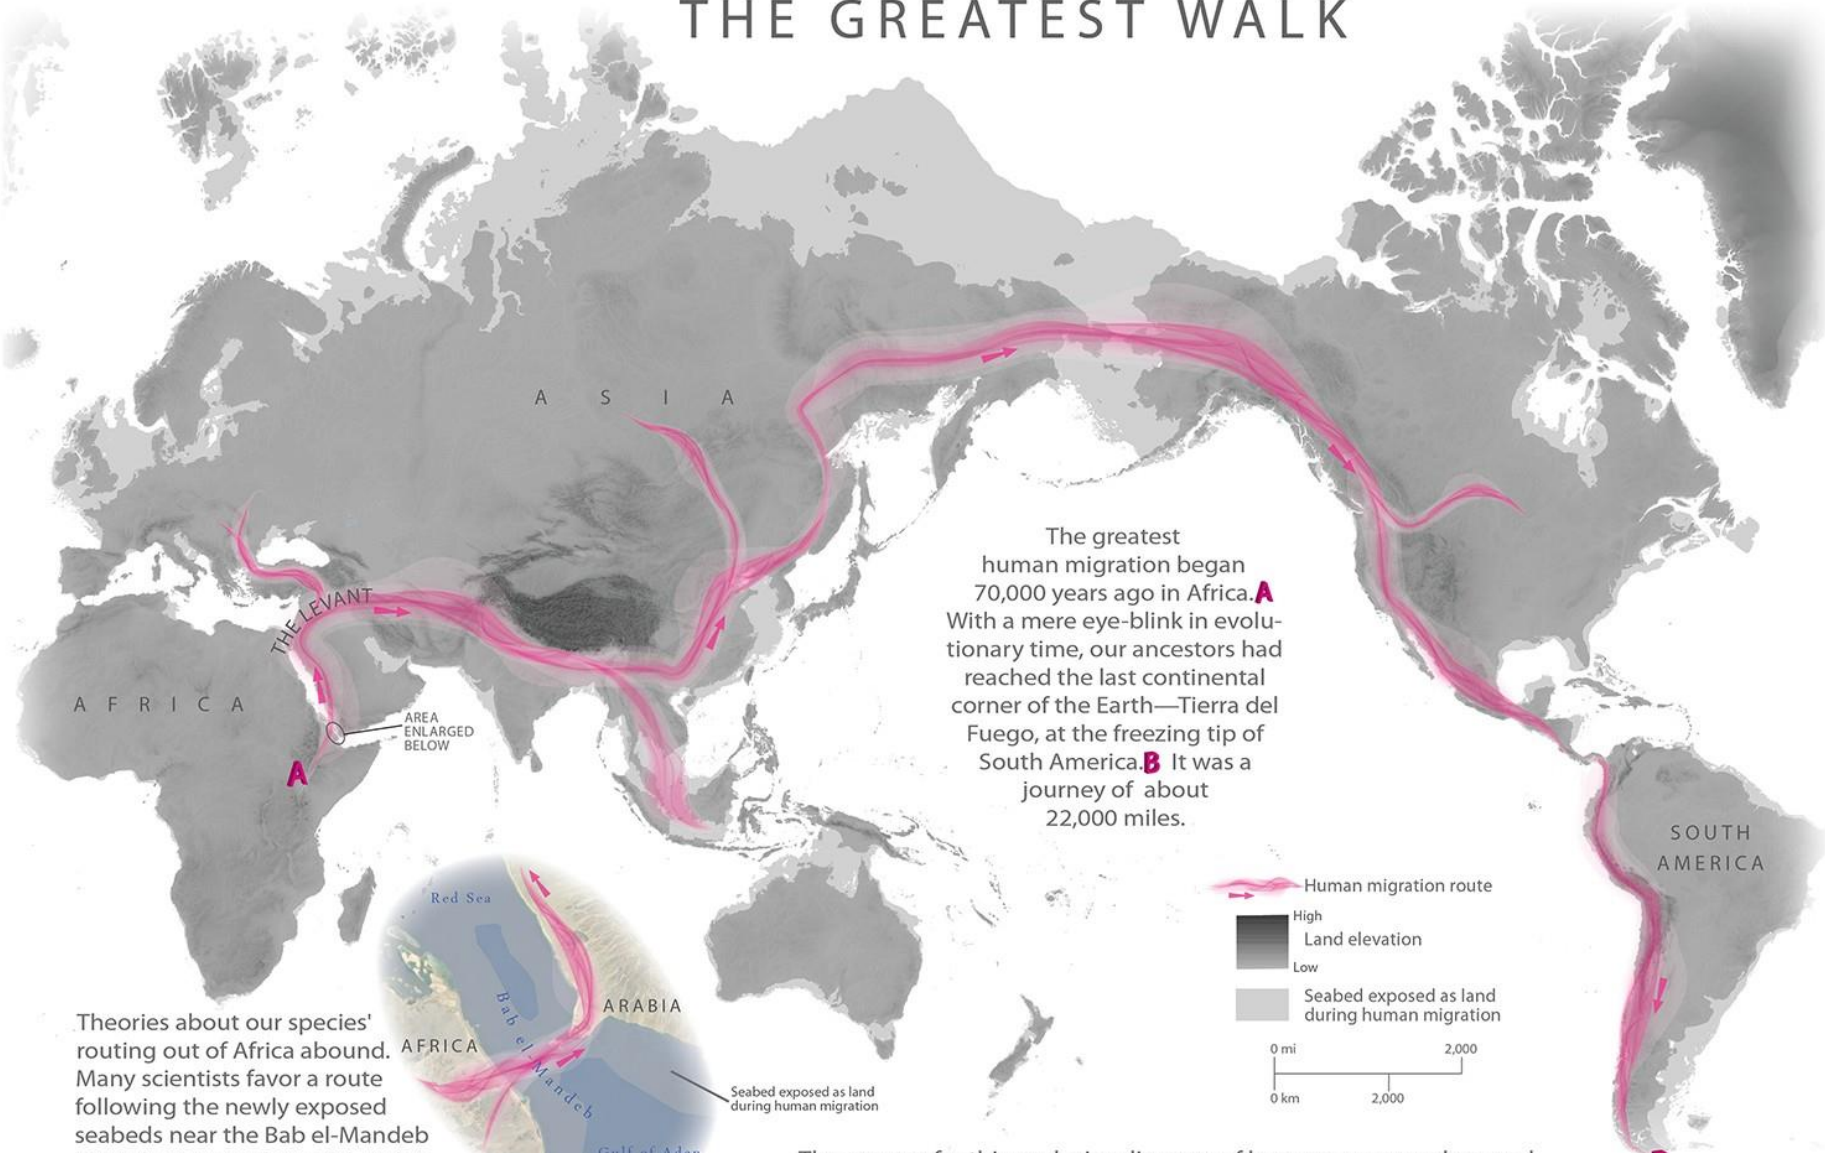 THE GREATEST WALK
A S I A
The greatest
human migration began
70,000 years ago in Africa.A
With a mere eye-blink in evolu-
tionary time, our ancestors had
reached the last continental
corner of the Earth—Tierra del
Fuego, at the freezing tip of
South America.B It was a
journey of about
22,000 miles.
THE LEVANT
AFRICA
AREA
ENLARGED
BELOW
A
SOUTH
AMERICA
Human migration route
High
Land elevation
Low
Seabed exposed as land
during human migration
0 mi 2,000
0 km 2,000
Red Sea
Bab el-Mandeb
ARABIA
AFRICA
Seabed exposed as land
during human migration
Theories about our species'
routing out of Africa abound.
Many scientists favor a route
following the newly exposed
seabeds near the Bab el-Mandeb